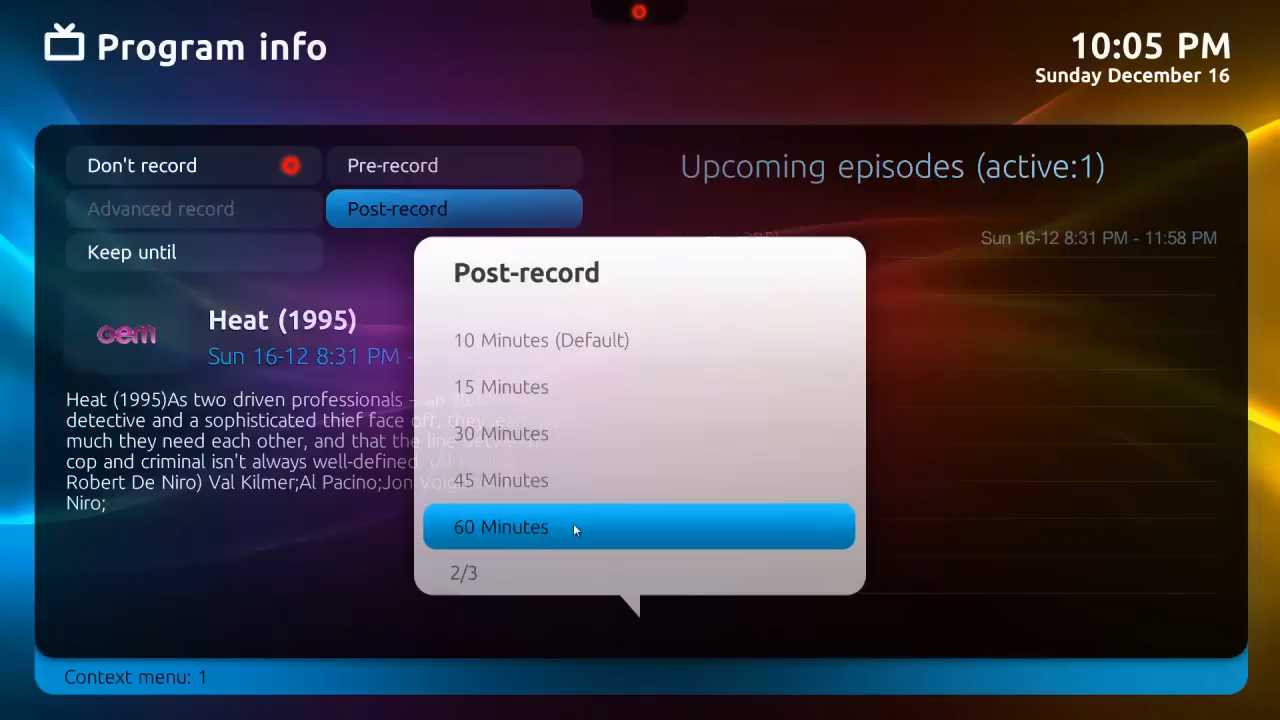 Program info
10:05 PM
Sunday December 16
Don't record
Pre-record
Advanced record
Post-record
Keep until
Upcoming episodes (active:1)
Sun 16-12 8:31 PM - 11:58 PM
gem
Heat (1995)
Sun 16-12 8:31 PM -
Heat (1995)As two driven professionals -
detective and a sophisticated thief face off, they
much they need each other, and that the line
cop and criminal isn't always well-defined.
Robert De Niro) Val Kilmer;Al Pacino;Jon
Niro;
Post-record
10 Minutes (Default)
15 Minutes
30 Minutes
45 Minutes
60 Minutes
2/3
Context menu: 1